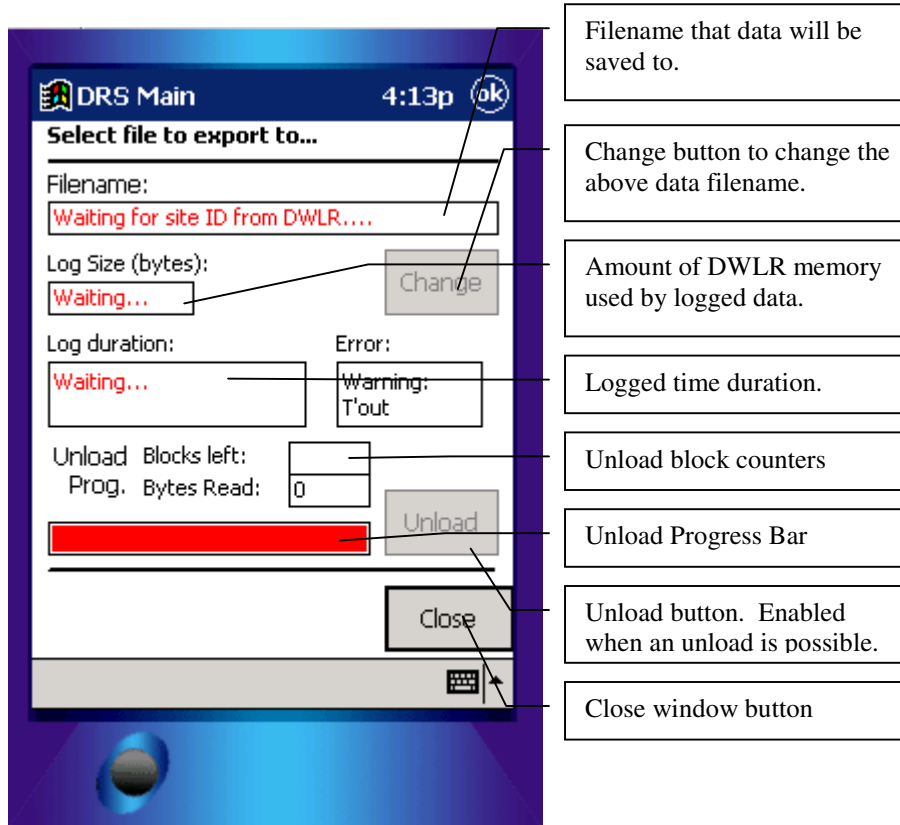 DRS Main 4:13p ok
Select file to export to...
Filename:
Waiting for site ID from DWLR....
Log Size (bytes):
Waiting...
Change
Log duration:
Waiting...
Error:
Warning:
T'out
Unload
Prog.
Blocks left:
Bytes Read: 0
Unload
Close
Filename that data will be
saved to.
Change button to change the
above data filename.
Amount of DWLR memory
used by logged data.
Logged time duration.
Unload block counters
Unload Progress Bar
Unload button. Enabled
when an unload is possible.
Close window button